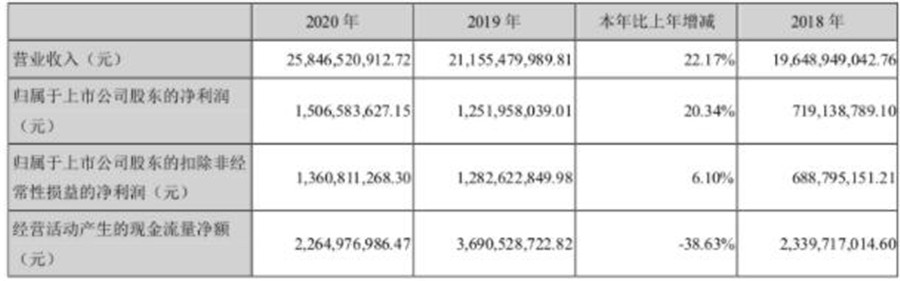 2020 年 2019 年 本年比上年增减 2018 年
营业收入（元） 25,846,520,912.72 21,155,479,989.81 22.17% 19,648,949,042.76
归属于上市公司股东的净利润
（元） 1,506,583,627.15 1,251,958,039.01 20.34% 719,138,789.10
归属于上市公司股东的扣除非经
常性损益的净利润（元） 1,360,811,268.30 1,282,622,849.98 6.10% 688,795,151.21
经营活动产生的现金流量净额
（元） 2,264,976,986.47 3,690,528,722.82 -38.63% 2,339,717,014.60